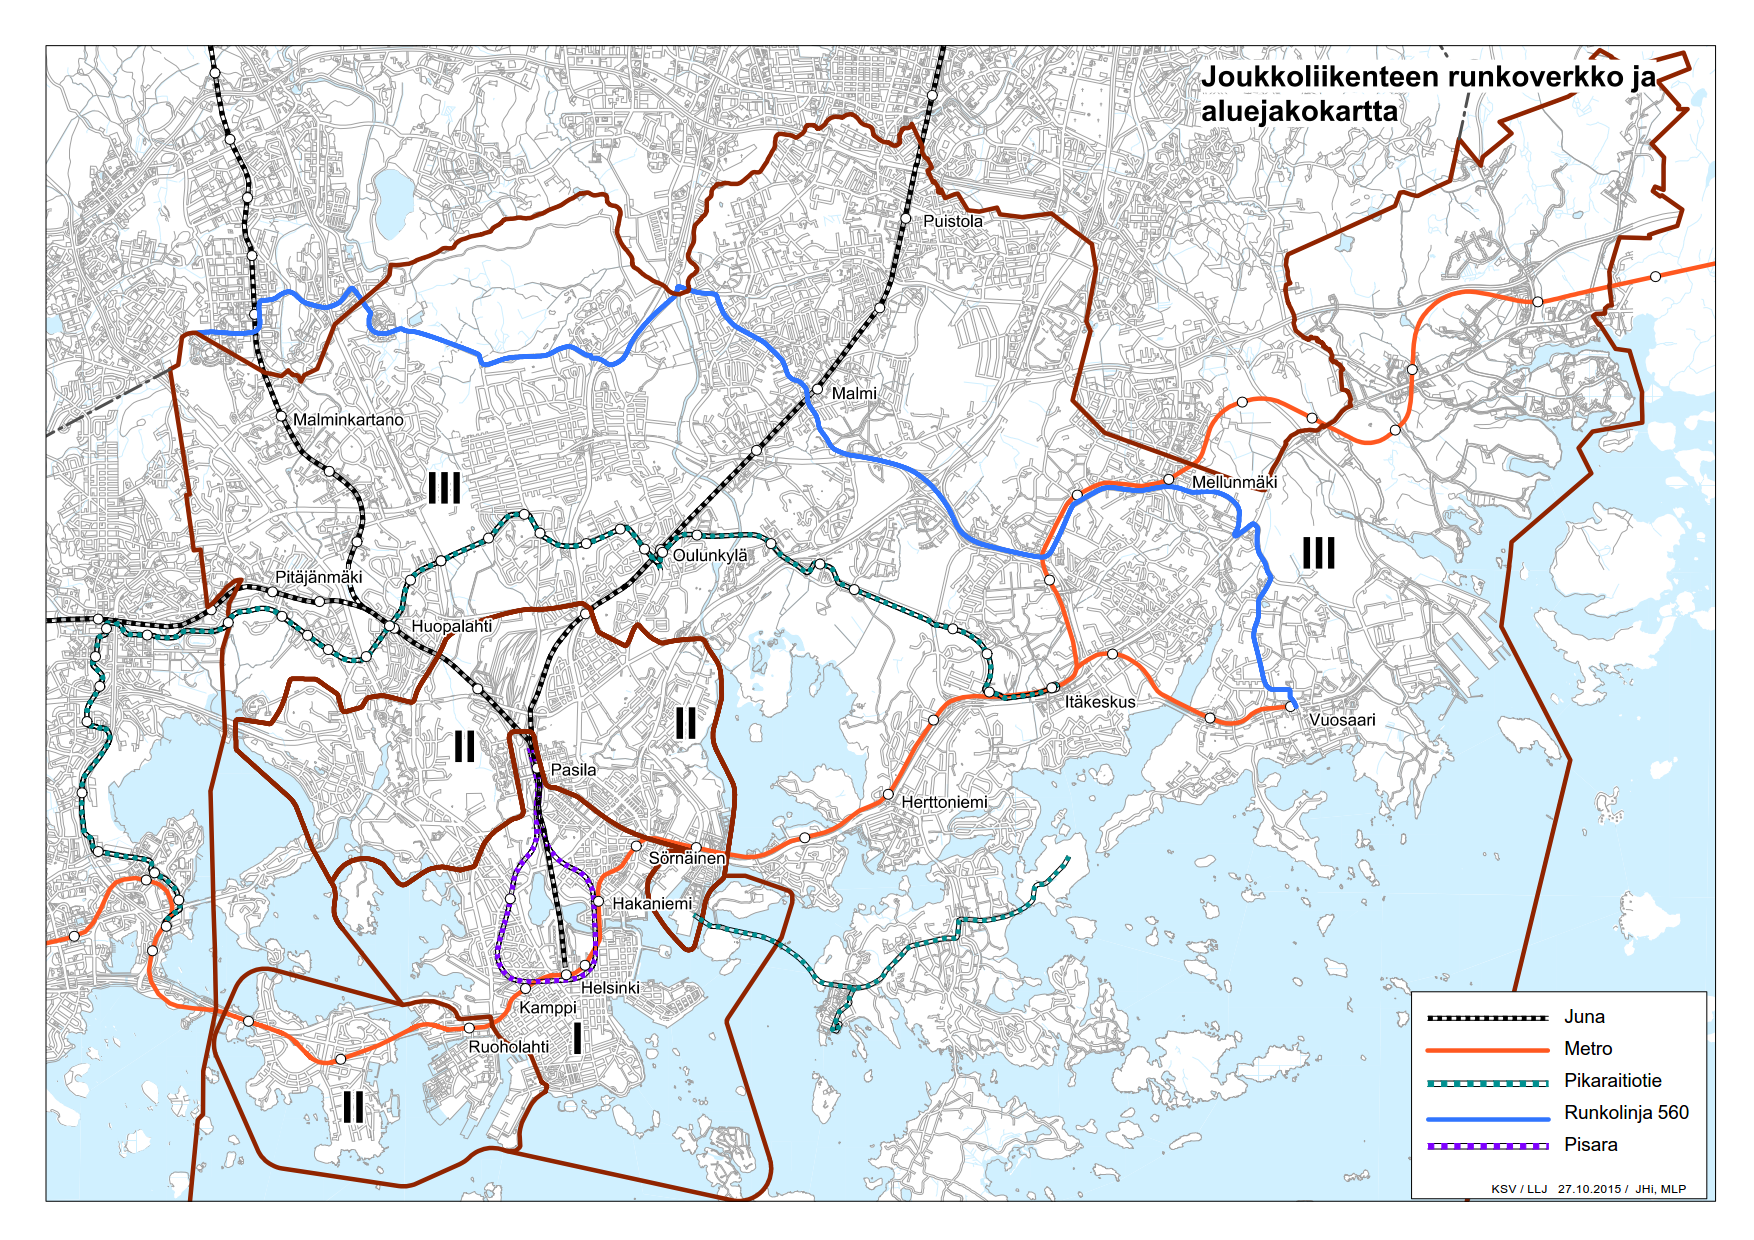 Joukkoliikenteen runkoverkko ja
aluejakokartta
Puistola
Malmi
Malminkartano
III
Mellunmäki
III
Oulunkylä
Pitäjänmäki
Huopalahti
Itäkeskus
Vuosaari
II
II
Pasila
Herttoniemi
Sörnäinen
Hakaniemi
Helsinki
Kamppi
I
Ruoholahti
II
Juna
Metro
Pikaraitiotie
Runkolinja 560
Pisara
KSV / LLJ 27.10.2015 / JHi, MLP